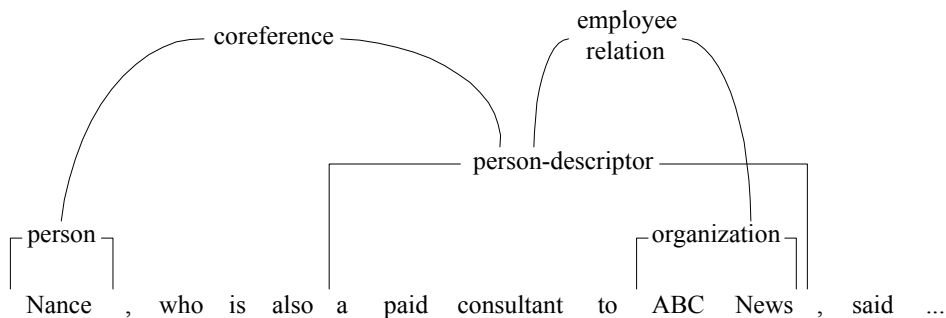 employee
coreference
relation
person-descriptor
person
organization
Nance , who is also a paid consultant to ABC News , said ...